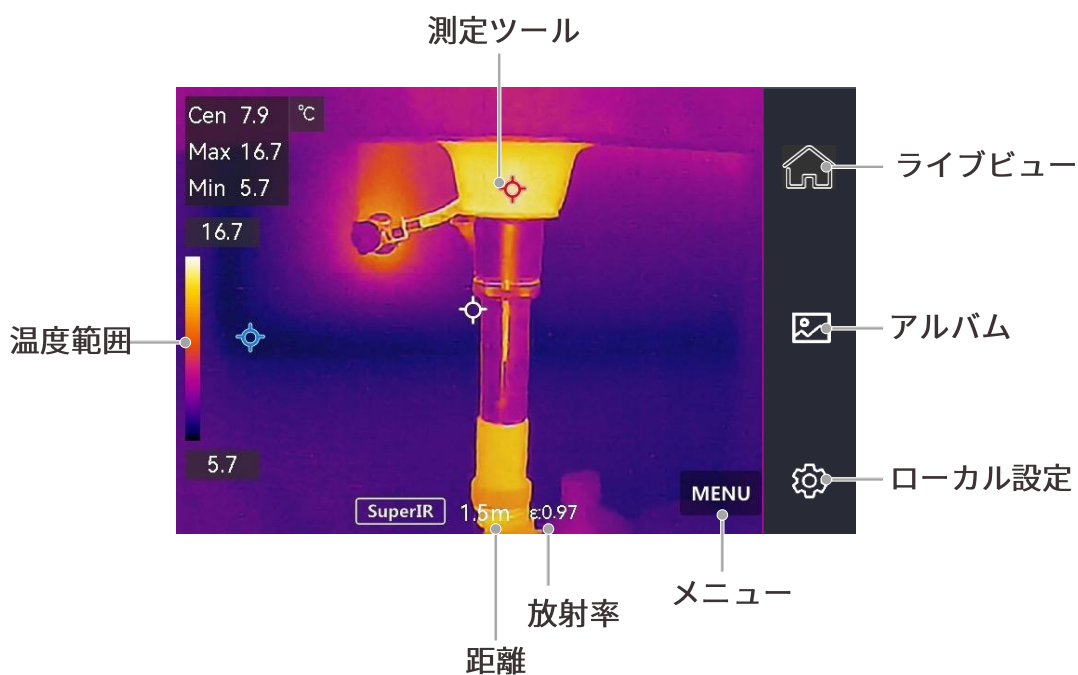 測定ツール
Cen 7.9 ℃
Max 16.7
Min 5.7
16.7
ライブビュー
温度範囲
アルバム
5.7
ローカル設定
MENU
SuperIR 1.5m ε:0.97
メニュー
放射率
距離